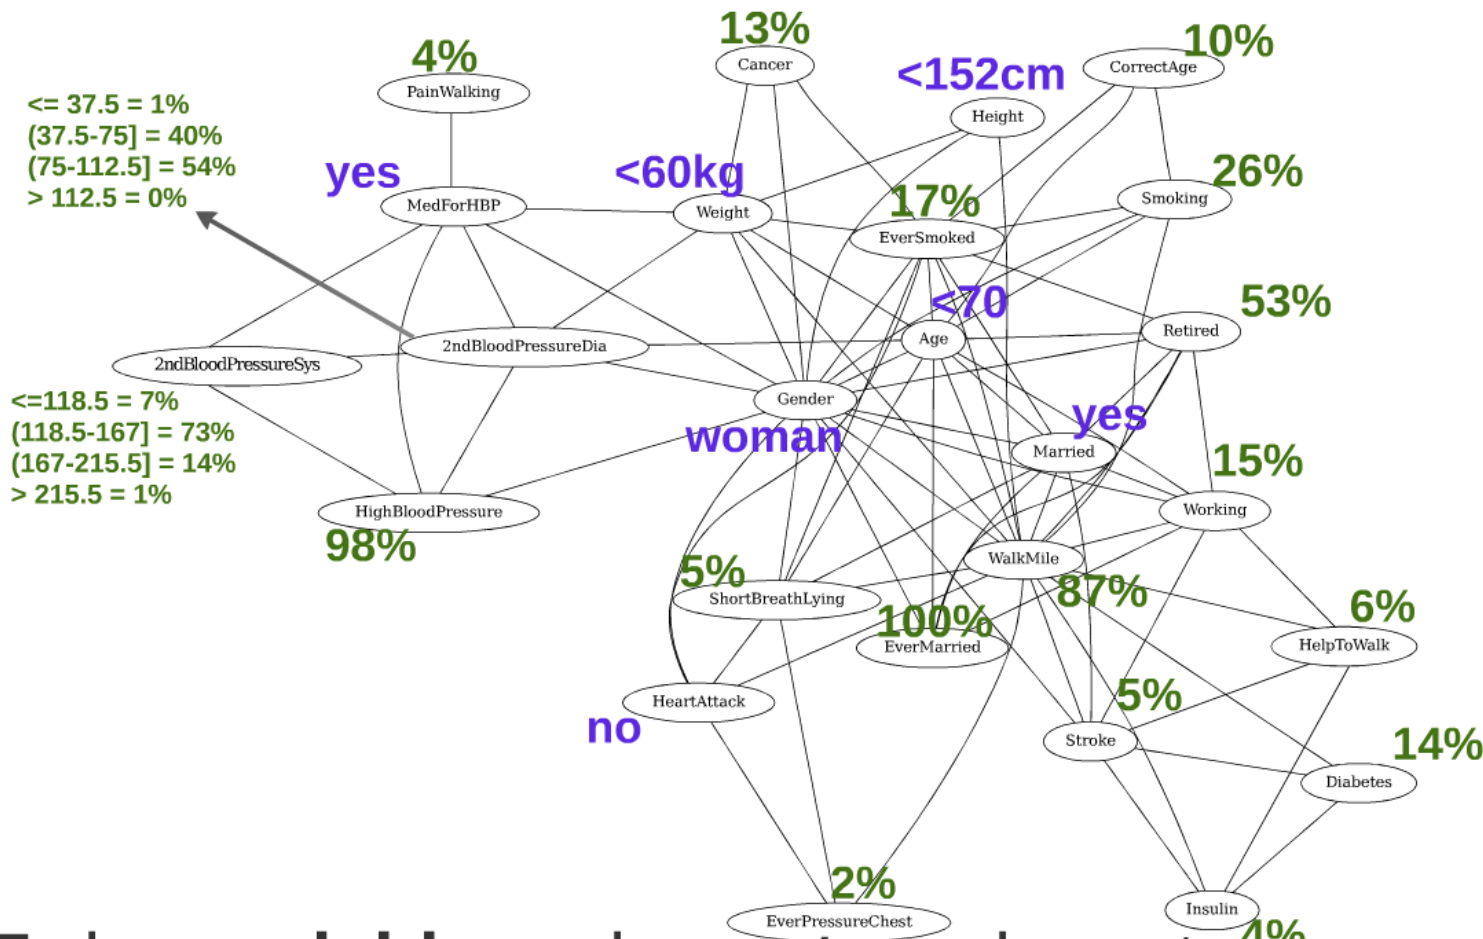 13%
10%
4%
Cancer
CorrectAge
<152cm
PainWalking
<= 37.5 = 1%
(37.5-75] = 40%
(75-112.5] = 54%
> 112.5 = 0%
Height
yes
<60kg
26%
17%
MedForHBP
Weight
Smoking
EverSmoked
<70
53%
Age
Retired
2ndBloodPressureDia
2ndBloodPressureSys
<=118.5 = 7%
(118.5-167] = 73%
(167-215.5] = 14%
> 215.5 = 1%
Gender
woman
yes
Married
15%
HighBloodPressure
98%
Working
WalkMile
87%
5%
ShortBreathLying
100%
EverMarried
6%
HelpToWalk
HeartAttack
no
5%
Stroke
14%
Diabetes
2%
EverPressureChest
Insulin
4%